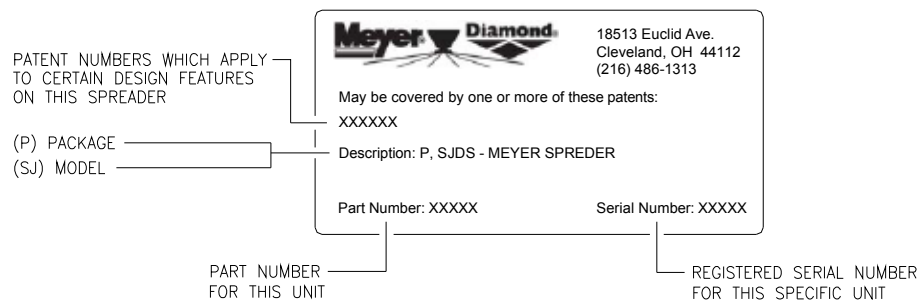 Meyer Diamond
18513 Euclid Ave.
Cleveland, OH 44112
(216) 486-1313
PATENT NUMBERS WHICH APPLY
TO CERTAIN DESIGN FEATURES
ON THIS SPREADER
May be covered by one or more of these patents:
XXXXXX
(P) PACKAGE
(SJ) MODEL
Description: P, SJDS - MEYER SPREDER
Part Number: XXXXX
Serial Number: XXXXX
PART NUMBER
FOR THIS UNIT
REGISTERED SERIAL NUMBER
FOR THIS SPECIFIC UNIT